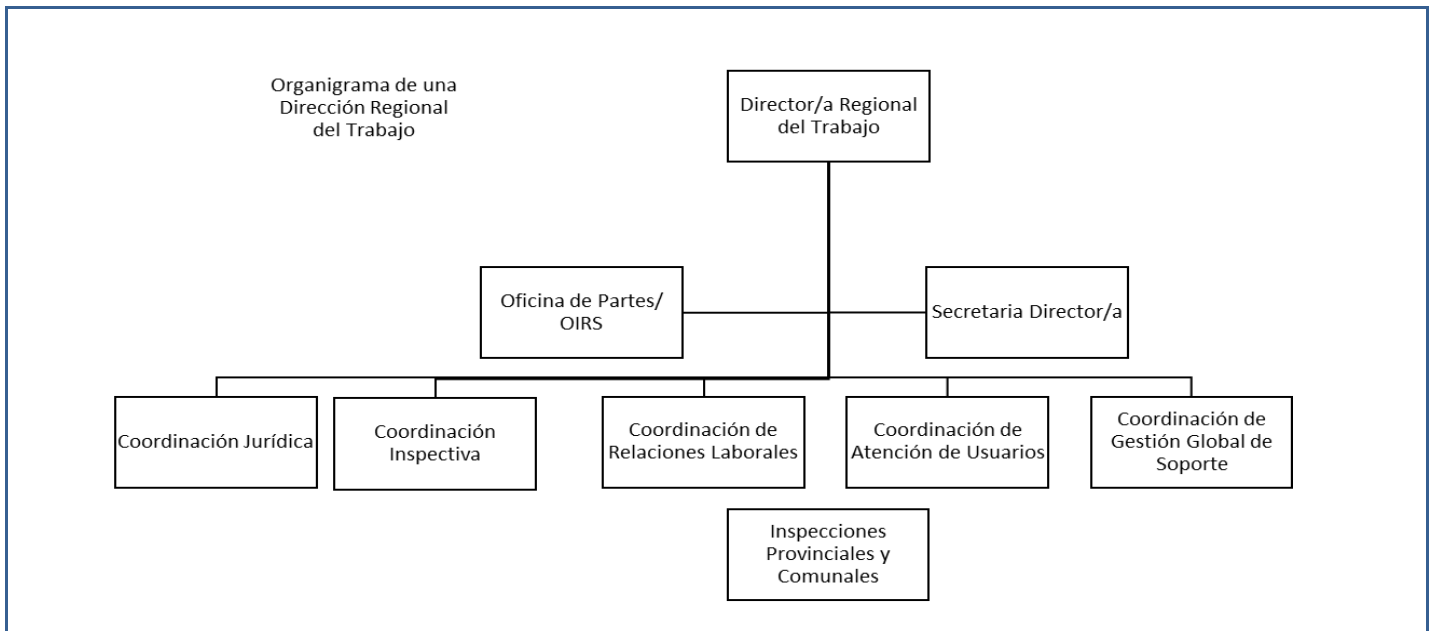 Organigrama de una
Dirección Regional
del Trabajo
Director/a Regional
del Trabajo
Oficina de Partes/
OIRS
Secretaria Director/a
Coordinación Jurídica
Coordinación
Inspectiva
Coordinación de
Relaciones Laborales
Coordinación de
Atención de Usuarios
Coordinación de
Gestión Global de
Soporte
Inspecciones
Provinciales y
Comunales